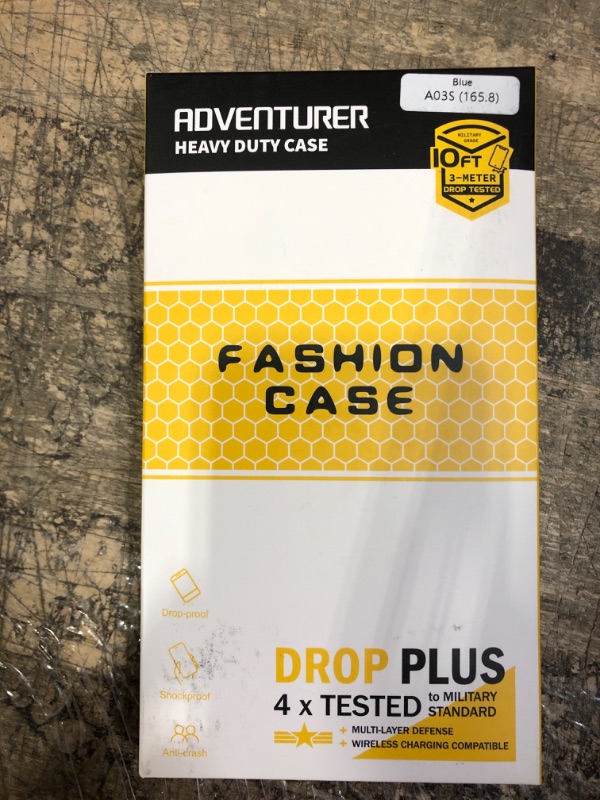 Blue
A03S (165.8)
ADVENTURER
HEAVY DUTY CASE
MILITARY
GRADE
10FT
3-METER
DROP TESTED
FASHION
CASE
Drop-proof
Shockproof
Anti-crash
DROP PLUS
4 x TESTED to MILITARY
STANDARD
+ MULTI-LAYER DEFENSE
+ WIRELESS CHARGING COMPATIBLE